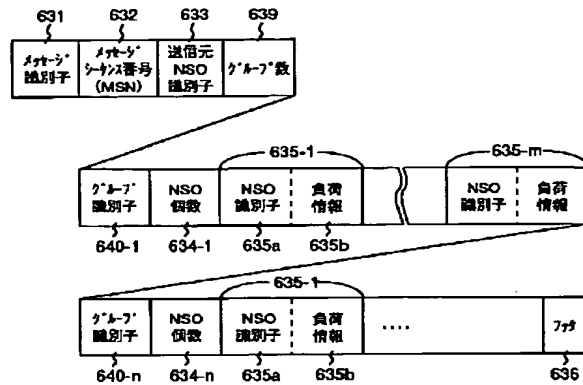 631 632 633 639
メッセージ
識別子
メッセージ
シーケンス番号
(MSN)
送信元
NSO
識別子
グループ数
635-1 635-m
グループ
識別子
NSO
個数
NSO
識別子
負荷
情報
NSO
識別子
負荷
情報
640-1 634-1 635a 635b
635-1
グループ
識別子
NSO
個数
NSO
識別子
負荷
情報
....
フッタ
640-n 634-n 635a 635b 636